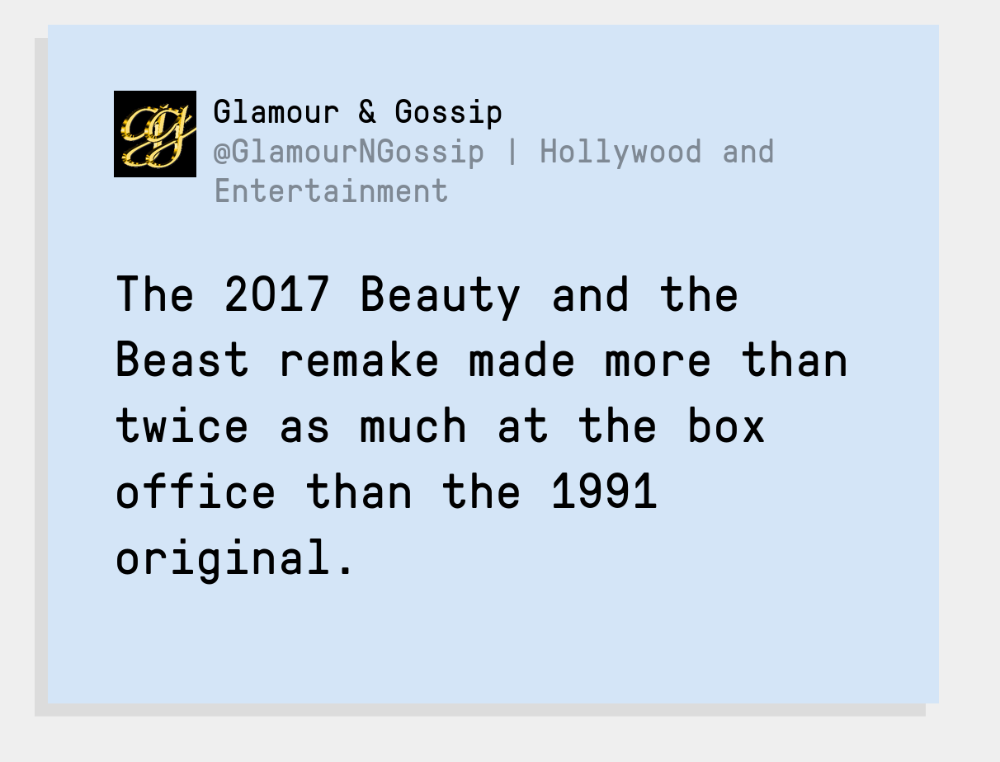 gg
Glamour & Gossip
@GlamourNGossip | Hollywood and
Entertainment
The 2017 Beauty and the
Beast remake made more than
twice as much at the box
office than the 1991
original.